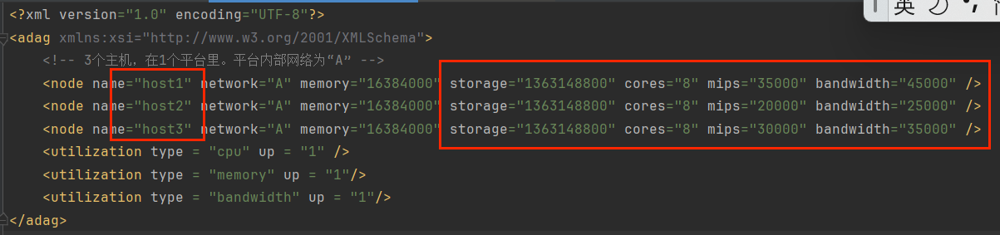 英
<?xml version="1.0" encoding="UTF-8"?>
<adag xmlns:xsi="http://www.w3.org/2001/XMLSchema">
<!-- 3个主机，在1个平台里。平台内部网络为“A” -->
<node name="host1" network="A" memory="16384000" storage="1363148800" cores="8" mips="35000" bandwidth="45000" />
<node name="host2" network="A" memory="16384000" storage="1363148800" cores="8" mips="20000" bandwidth="25000" />
<node name="host3" network="A" memory="16384000" storage="1363148800" cores="8" mips="30000" bandwidth="35000" />
<utilization type = "cpu" up = "1" />
<utilization type = "memory" up = "1"/>
<utilization type = "bandwidth" up = "1"/>
</adag>